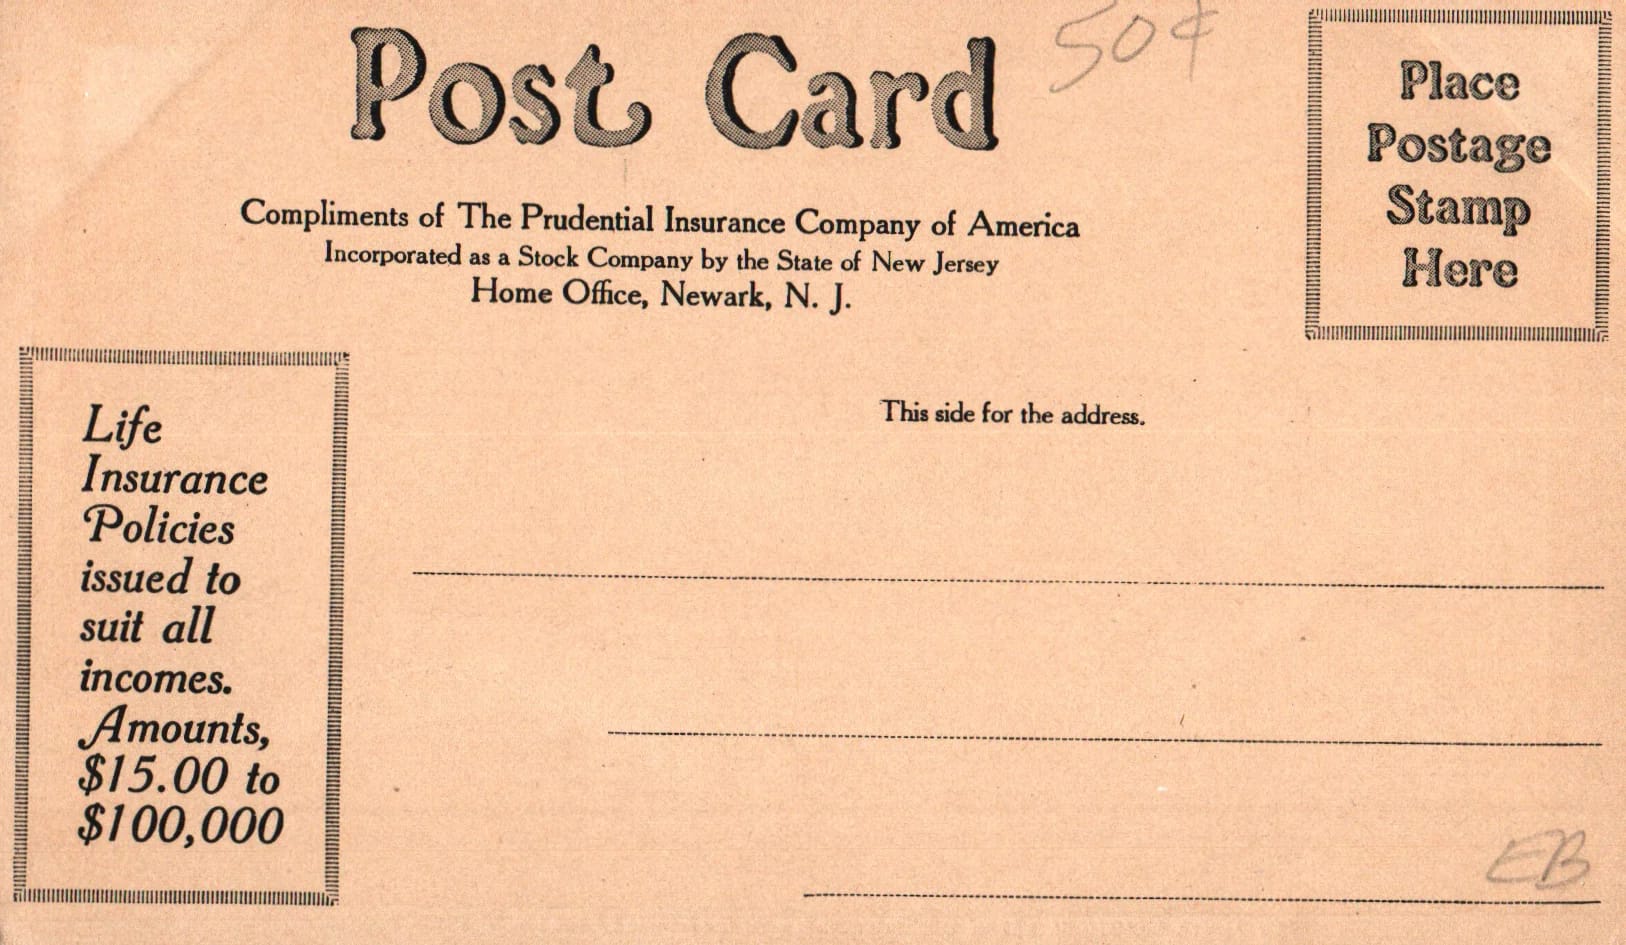 Post Card
50¢
Place
Postage
Stamp
Here
Compliments of The Prudential Insurance Company of America
Incorporated as a Stock Company by the State of New Jersey
Home Office, Newark, N. J.
This side for the address.
Life
Insurance
Policies
issued to
suit all
incomes.
Amounts,
$15.00 to
$100,000
EB